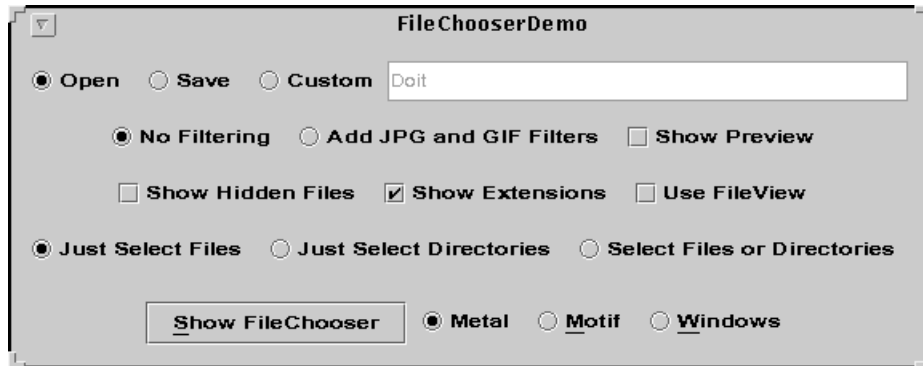 FileChooserDemo
Open Save Custom Doit
No Filtering Add JPG and GIF Filters Show Preview
Show Hidden Files Show Extensions Use FileView
Just Select Files Just Select Directories Select Files or Directories
Show FileChooser Metal Motif Windows